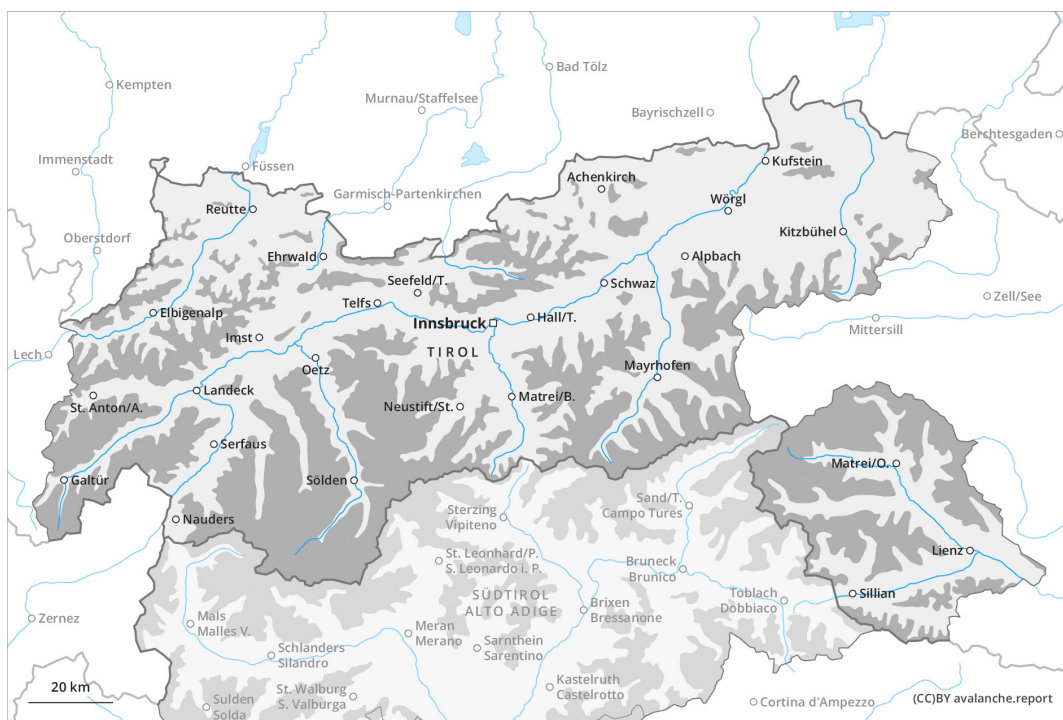 Kempten
Bad Tölz
Murnau/Staffelsee
Bayrischzell
Berchtesgaden
Immenstadt
Füssen
Kufstein
Achenkirch
Garmisch-Partenkirchen
Wörgl
Reutte
Kitzbühel
Oberstdorf
Ehrwald
Alpbach
Seefeld/T.
Schwaz
Zell/See
Telfs
Elbigenalp
Hall/T.
Innsbruck
Mittersill
Imst
TIROL
Lech
Oetz
Mayrhofen
Landeck
St. Anton/A.
Neustift/St.
Matrei/B.
Serfaus
Matrei/O.
Galtür
Sölden
Sand/T.
Campo Tures
Sterzing
Vipiteno
Nauders
St. Leonhard/P.
S. Leonardo i. P.
Lienz
Bruneck
Brunico
SÜDTIROL
ALTO ADIGE
Toblach
Dobbiaco
Sillian
Brixen
Bressanone
Zernez
Mals
Malles V.
Meran
Merano
Sarnthein
Sarentino
Schlanders
Silandro
20 km
St. Walburg
S. Valburga
Kastelruth
Castelrotto
Sulden
Solda
Cortina d'Ampezzo
(CC)BY avalanche.report